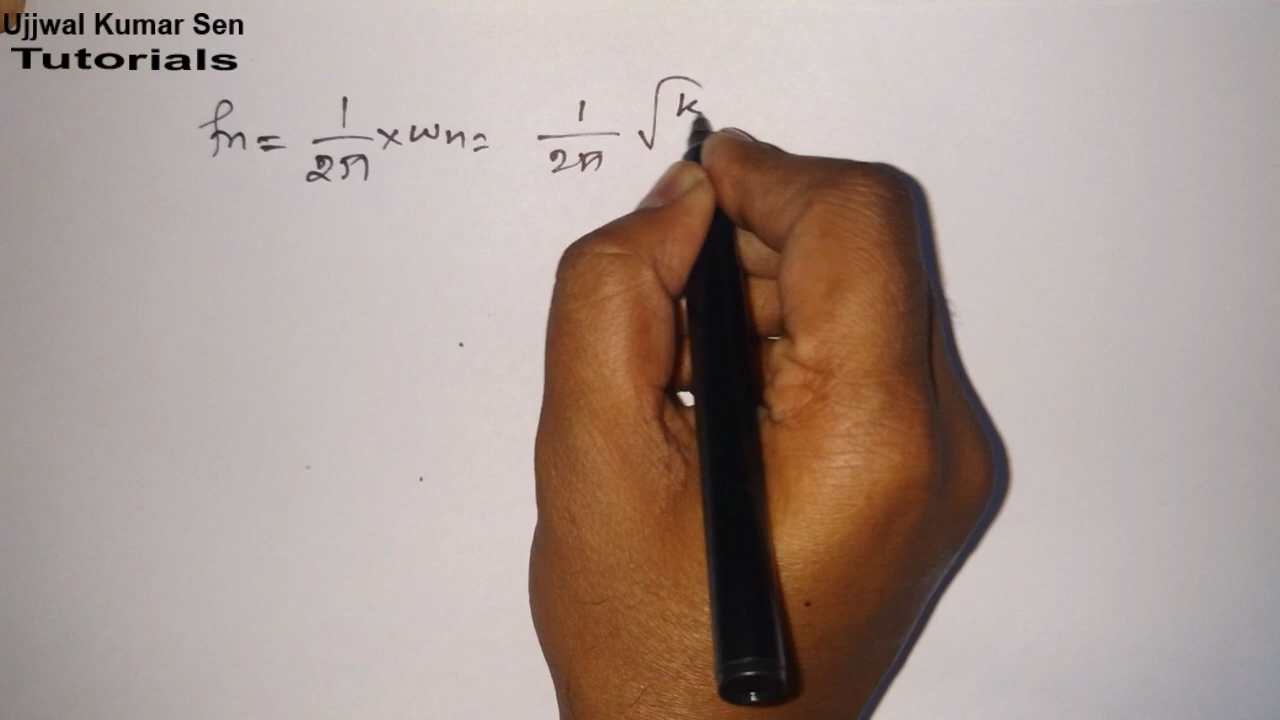 Ujjwal Kumar Sen
Tutorials
fn = 1/2π × ωn = 1/2π √k